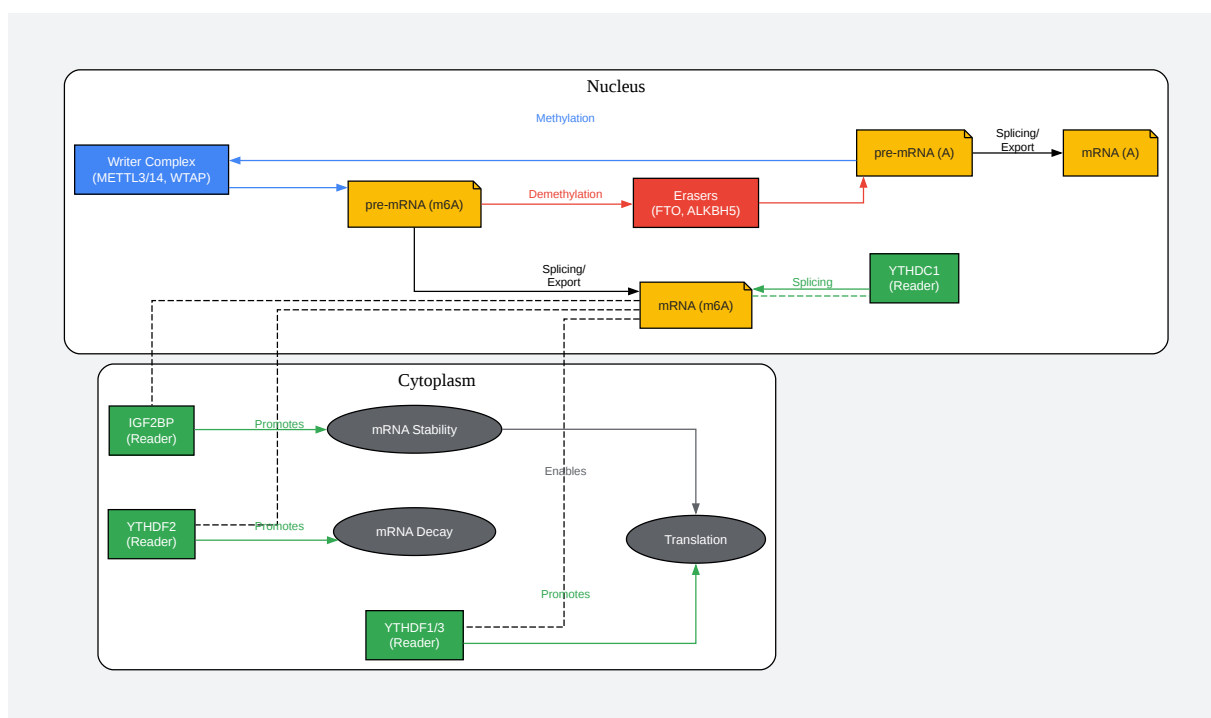 Nucleus
Methylation
Writer Complex
(METTL3/14, WTAP)
pre-mRNA (A)
Splicing/
Export
mRNA (A)
pre-mRNA (m6A)
Demethylation
Erasers
(FTO, ALKBH5)
Splicing/
Export
mRNA (m6A)
Splicing
YTHDC1
(Reader)
Cytoplasm
IGF2BP
(Reader)
Promotes
mRNA Stability
Enables
YTHDF2
(Reader)
Promotes
mRNA Decay
Translation
Promotes
YTHDF1/3
(Reader)